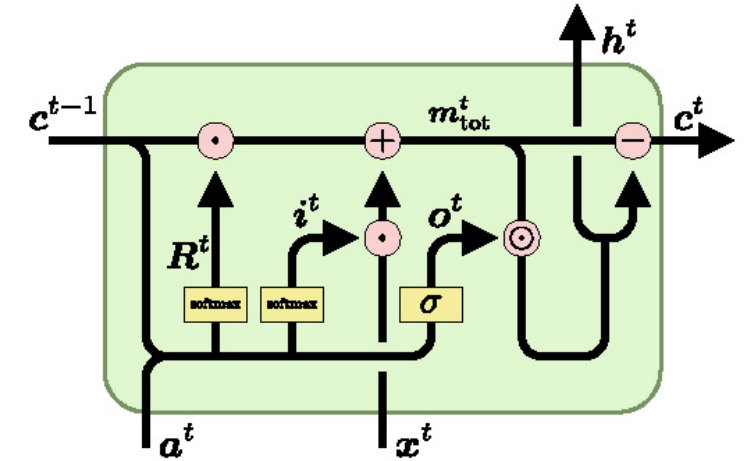 h^t
c^{t-1}
m^t_{tot}
c^t
·
+
−
i^t
o^t
R^t
·
⊙
softmax
softmax
σ
a^t
x^t